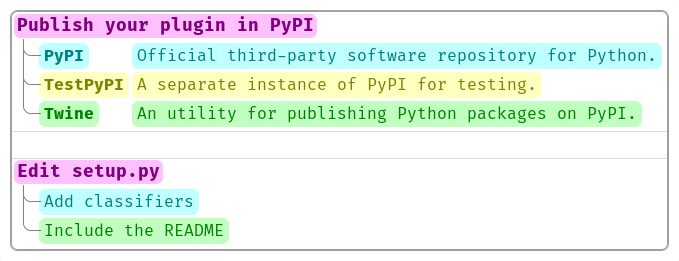 Publish your plugin in PyPI
PyPI Official third-party software repository for Python.
TestPyPI A separate instance of PyPI for testing.
Twine An utility for publishing Python packages on PyPI.
Edit setup.py
Add classifiers
Include the README